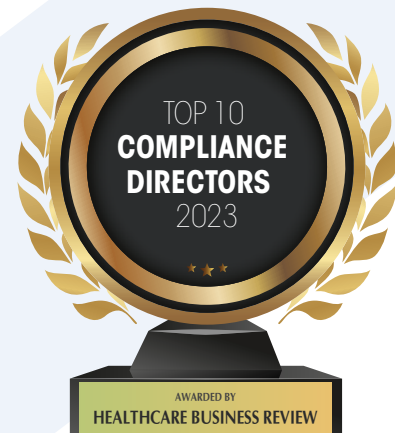 TOP 10
COMPLIANCE
DIRECTORS
2023
AWARDED BY
HEALTHCARE BUSINESS REVIEW